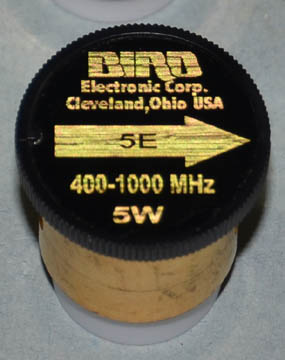 BIRD
Electronic Corp.
Cleveland,Ohio USA
5E
400-1000 MHz
5W